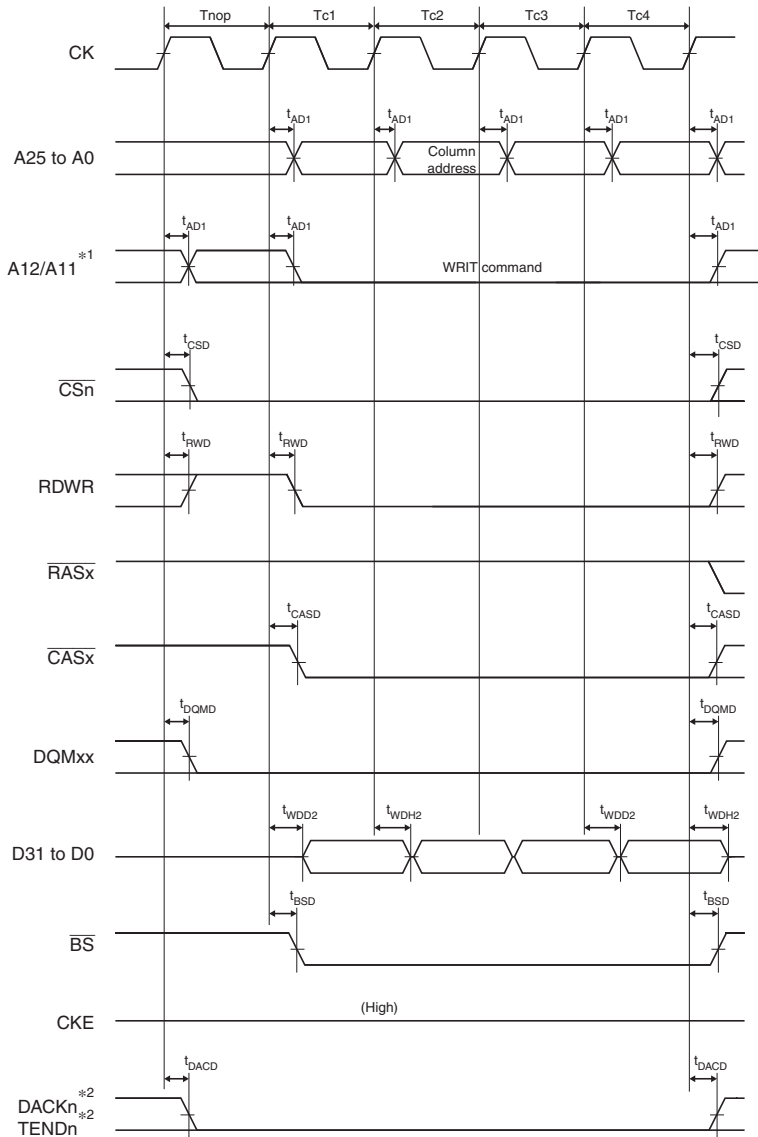 Tnop Tc1 Tc2 Tc3 Tc4
CK
tAD1 tAD1 tAD1 tAD1 tAD1
A25 to A0
Column
address
tAD1 tAD1 tAD1
A12/A11*1
WRIT command
tCSD tCSD
CSn
tRWD tRWD tRWD
RDWR
RASx
tCASD tCASD
CASx
tDQMD tDQMD
DQMxx
tWDD2 tWDH2 tWDD2 tWDH2
D31 to D0
tBSD tBSD
BS
(High)
CKE
tDACD tDACD
DACKn*2
TENDn*2